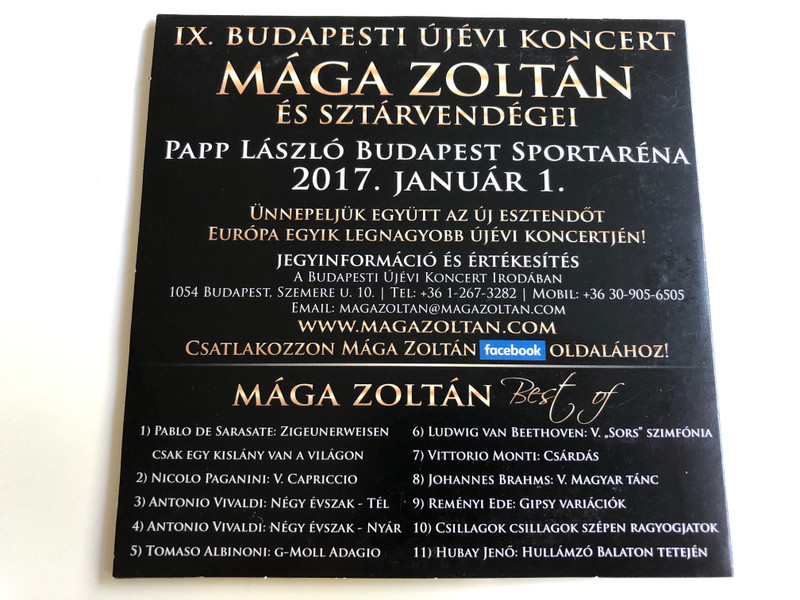 IX. BUDAPESTI ÚJÉVI KONCERT
MÁGA ZOLTÁN
ÉS SZTÁRVENDÉGEI
PAPP LÁSZLÓ BUDAPEST SPORTARÉNA
2017. JANUÁR 1.
ÜNNEPELJÜK EGYÜTT AZ ÚJ ESZTENDŐT
EURÓPA EGYIK LEGNAGYOBB ÚJÉVI KONCERTJÉN!
JEGYINFORMÁCIÓ ÉS ÉRTÉKESÍTÉS
A BUDAPESTI ÚJÉVI KONCERT IRODÁBAN
1054 BUDAPEST, SZEMERE U. 10. | TEL: +36 1-267-3282 | MOBIL: +36 30-905-6505
EMAIL: MAGAZOLTAN@MAGAZOLTAN.COM
WWW.MAGAZOLTAN.COM
CSATLAKOZZON MÁGA ZOLTÁN facebook OLDALÁHOZ!
MÁGA ZOLTÁN Best of
1) PABLO DE SARASATE: ZIGEUNERWEISEN
CSAK EGY KISLÁNY VAN A VILÁGON
2) NICOLO PAGANINI: V. CAPRICCIO
3) ANTONIO VIVALDI: NÉGY ÉVSZAK - TÉL
4) ANTONIO VIVALDI: NÉGY ÉVSZAK - NYÁR
5) TOMASO ALBINONI: G-MOLL ADAGIO
6) LUDWIG VAN BEETHOVEN: V. „SORS” SZIMFÓNIA
7) VITTORIO MONTI: CSÁRDÁS
8) JOHANNES BRAHMS: V. MAGYAR TÁNC
9) REMÉNYI EDE: GIPSY VARIÁCIÓK
10) CSILLAGOK CSILLAGOK SZÉPEN RAGYOGJATOK
11) HUBAY JENŐ: HULLÁMZÓ BALATON TETEJÉN